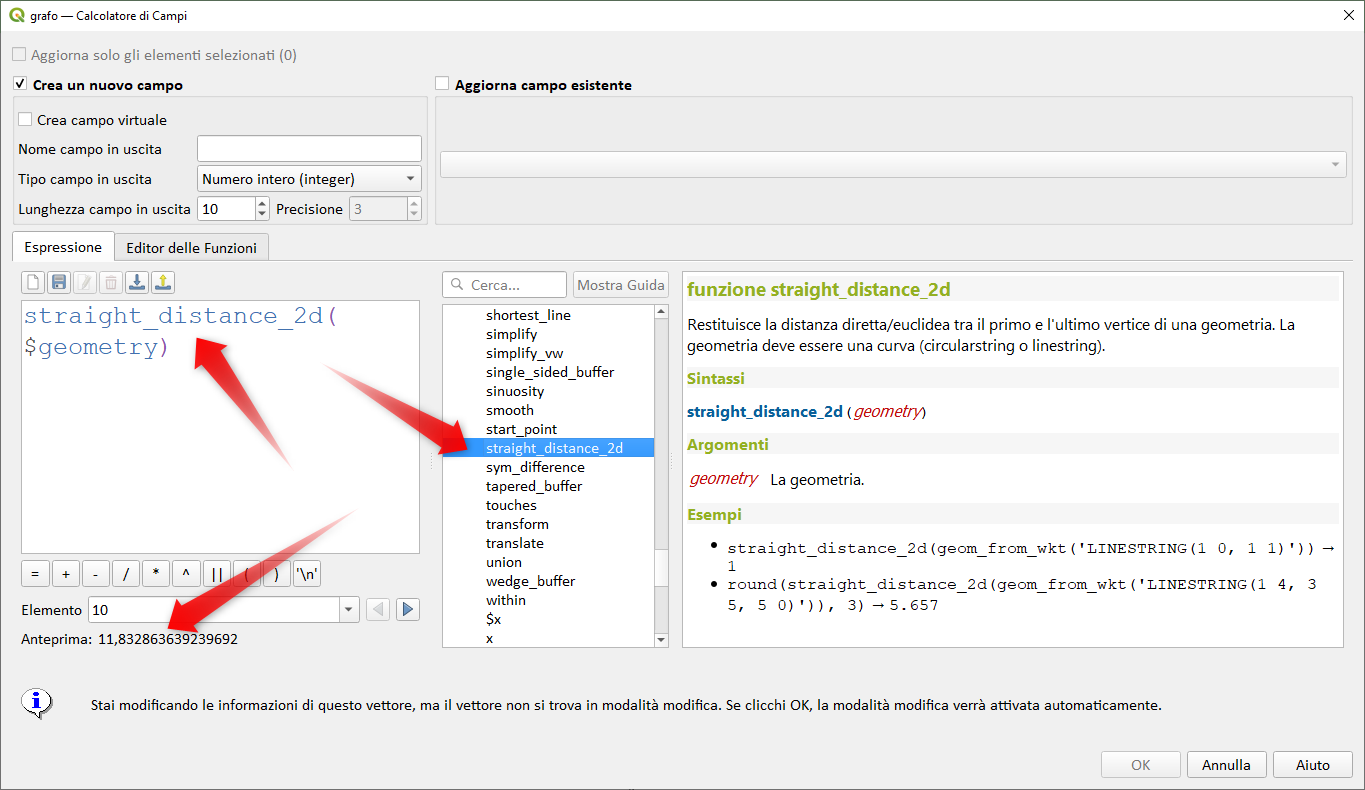 grafo — Calcolatore di Campi
Aggiorna solo gli elementi selezionati (0)
Crea un nuovo campo
Aggiorna campo esistente
Crea campo virtuale
Nome campo in uscita
Tipo campo in uscita
Numero intero (integer)
Lunghezza campo in uscita
10
Precisione
3
Espressione
Editor delle Funzioni
straight_distance_2d(
$geometry)
= + - / * ^ || ( ) '\n'
Elemento
10
Anteprima: 11,832863639239692
Cerca...
Mostra Guida
shortest_line
simplify
simplify_vw
single_sided_buffer
sinuosity
smooth
start_point
straight_distance_2d
sym_difference
tapered_buffer
touches
transform
translate
union
wedge_buffer
within
$x
x
funzione straight_distance_2d
Restituisce la distanza diretta/euclidea tra il primo e l'ultimo vertice di una geometria. La
geometria deve essere una curva (circularstring o linestring).
Sintassi
straight_distance_2d (geometry)
Argomenti
geometry La geometria.
Esempi
• straight_distance_2d(geom_from_wkt('LINESTRING(1 0, 1 1)')) →
1
• round(straight_distance_2d(geom_from_wkt('LINESTRING(1 4, 3
5, 5 0)')), 3) → 5.657
Stai modificando le informazioni di questo vettore, ma il vettore non si trova in modalità modifica. Se clicchi OK, la modalità modifica verrà attivata automaticamente.
OK
Annulla
Aiuto